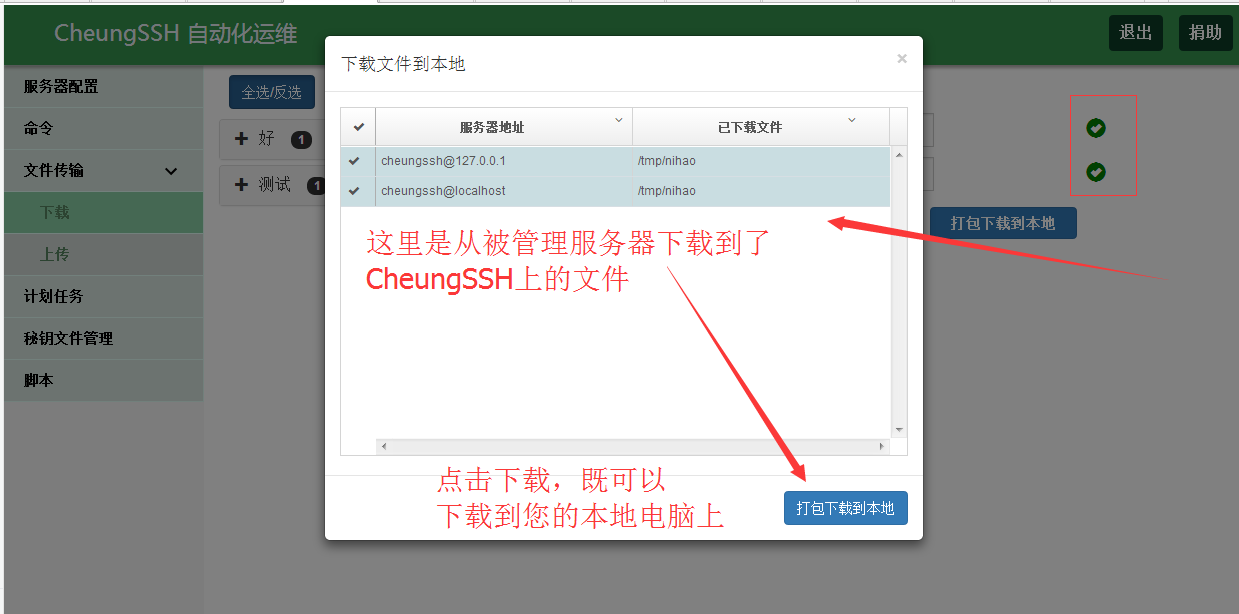 CheungSSH 自动化运维
退出
捐助
服务器配置
命令
文件传输
下载
上传
计划任务
秘钥文件管理
脚本
全选/反选
好 1
测试 1
打包下载到本地
下载文件到本地
×
服务器地址
已下载文件
cheungssh@127.0.0.1
/tmp/nihao
cheungssh@localhost
/tmp/nihao
这里是从被管理服务器下载到了
CheungSSH上的文件
点击下载，既可以
下载到您的本地电脑上
打包下载到本地